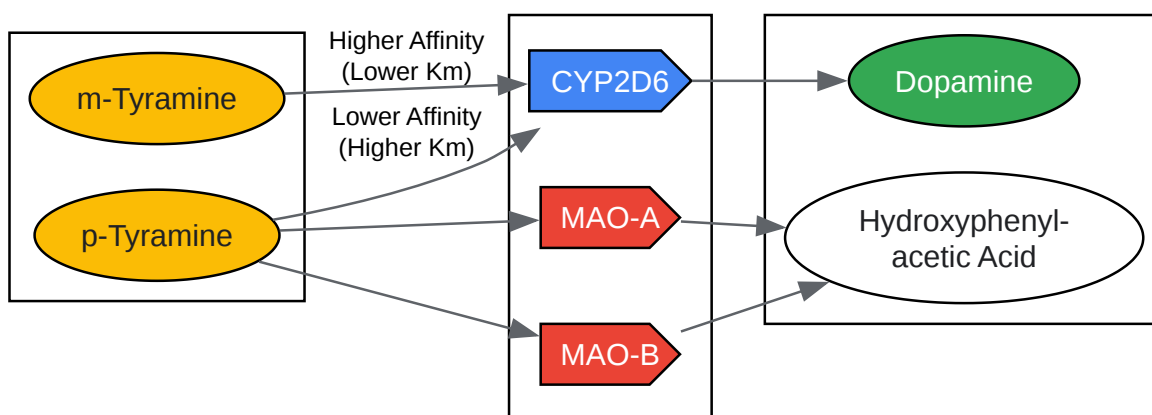 Higher Affinity
(Lower Km)
m-Tyramine
CYP2D6
Dopamine
Lower Affinity
(Higher Km)
p-Tyramine
MAO-A
Hydroxyphenyl-
acetic Acid
MAO-B